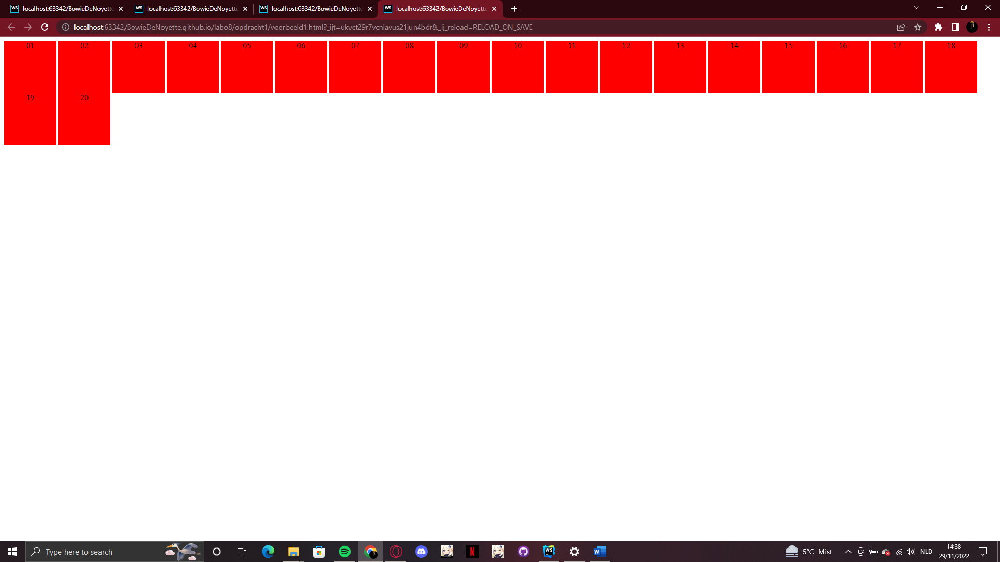 localhost:63342/BowieDeNoyette
localhost:63342/BowieDeNoyette
localhost:63342/BowieDeNoyette
localhost:63342/BowieDeNoyette
localhost:63342/BowieDeNoyette.github.io/labo8/opdracht1/voorbeeld1.html?_ijt=ukvct29r7vcnlavus21jun4bdr&_ij_reload=RELOAD_ON_SAVE
01 02 03 04 05 06 07 08 09 10 11 12 13 14 15 16 17 18
19 20
Type here to search
5°C Mist
NLD
14:38
29/11/2022